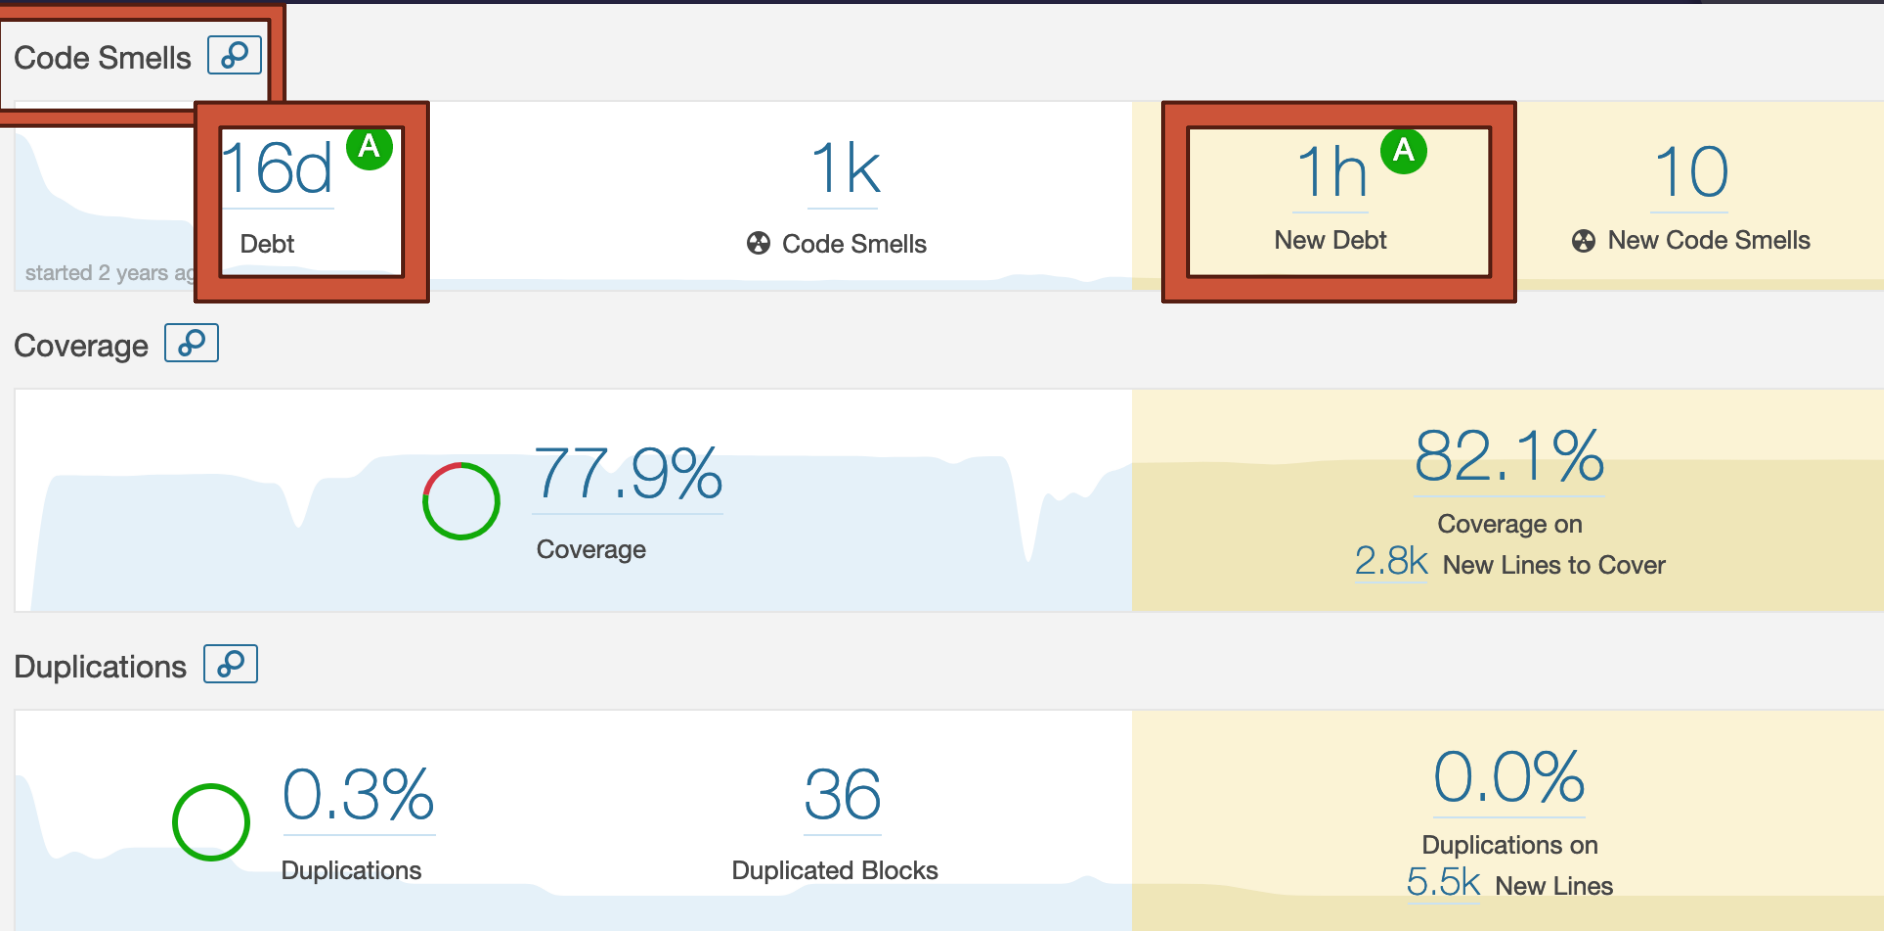 Code Smells
16d A
Debt
1k
Code Smells
1h A
New Debt
10
New Code Smells
started 2 years
Coverage
77.9%
Coverage
82.1%
Coverage on
2.8k New Lines to Cover
Duplications
0.3%
Duplications
36
Duplicated Blocks
0.0%
Duplications on
5.5k New Lines